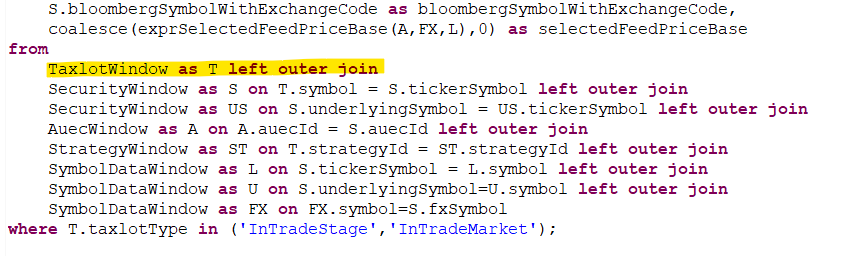 S.bloombergSymbolWithExchangeCode as bloombergSymbolWithExchangeCode,
coalesce(exprSelectedFeedPriceBase(A,FX,L),0) as selectedFeedPriceBase
from
TaxlotWindow as T left outer join
SecurityWindow as S on T.symbol = S.tickerSymbol left outer join
SecurityWindow as US on S.underlyingSymbol = US.tickerSymbol left outer join
AuecWindow as A on A.auecId = S.auecId left outer join
StrategyWindow as ST on T.strategyId = ST.strategyId left outer join
SymbolDataWindow as L on S.tickerSymbol = L.symbol left outer join
SymbolDataWindow as U on S.underlyingSymbol=U.symbol left outer join
SymbolDataWindow as FX on FX.symbol=S.fxSymbol
where T.taxlotType in ('InTradeStage','InTradeMarket');